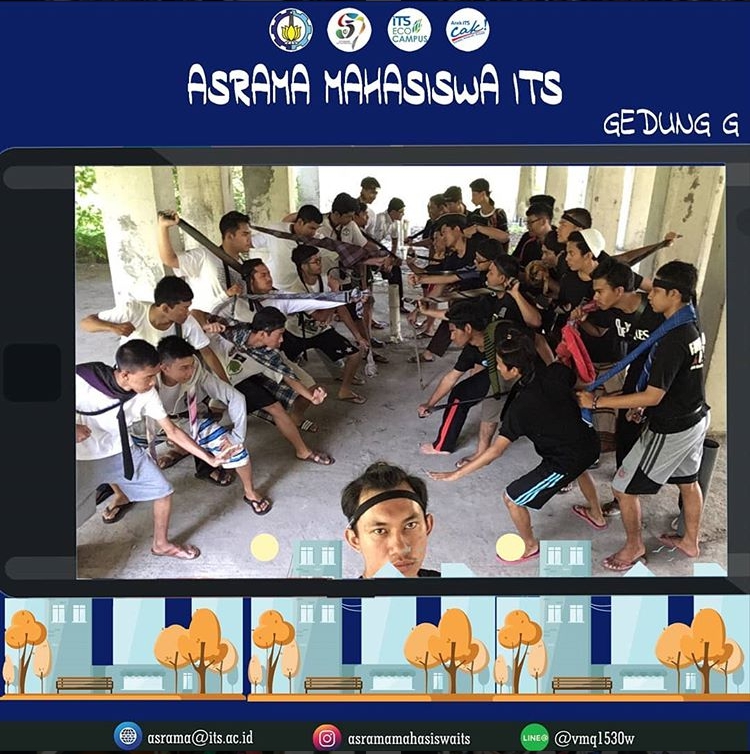 ITS
ECO
CAMPUS
Arek ITS
cak!
ASRAMA MAHASISWA ITS
GEDUNG G
asrama@its.ac.id
asramamahasiswaits
LINE@
@vmq1530w